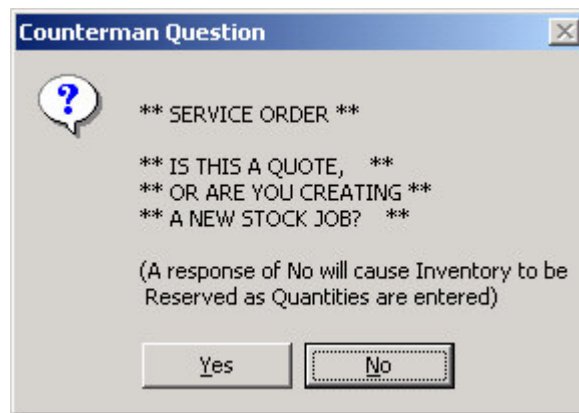 Counterman Question
** SERVICE ORDER **
** IS THIS A QUOTE,   **
** OR ARE YOU CREATING **
** A NEW STOCK JOB?   **
(A response of No will cause Inventory to be
Reserved as Quantities are entered)
Yes
No